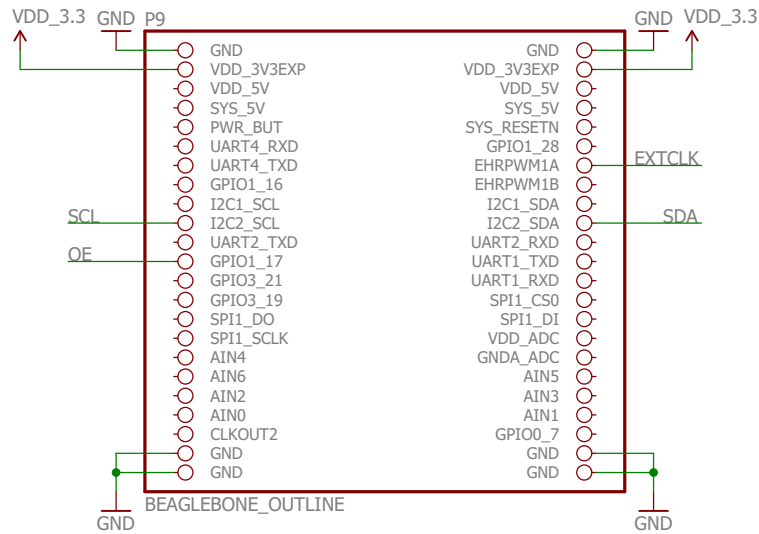 VDD_3.3 GND P9 GND VDD_3.3
GND GND
VDD_3V3EXP VDD_3V3EXP
VDD_5V VDD_5V
SYS_5V SYS_5V
PWR_BUT SYS_RESETN
UART4_RXD GPIO1_28
UART4_TXD EHRPWM1A EXTCLK
GPIO1_16 EHRPWM1B
I2C1_SCL I2C1_SDA
SCL I2C2_SCL I2C2_SDA SDA
UART2_TXD UART2_RXD
OE GPIO1_17 UART1_TXD
GPIO3_21 UART1_RXD
GPIO3_19 SPI1_CS0
SPI1_DO SPI1_DI
SPI1_SCLK VDD_ADC
AIN4 GNDA_ADC
AIN6 AIN5
AIN2 AIN3
AIN0 AIN1
CLKOUT2 GPIO0_7
GND GND
GND GND
BEAGLEBONE_OUTLINE
GND GND